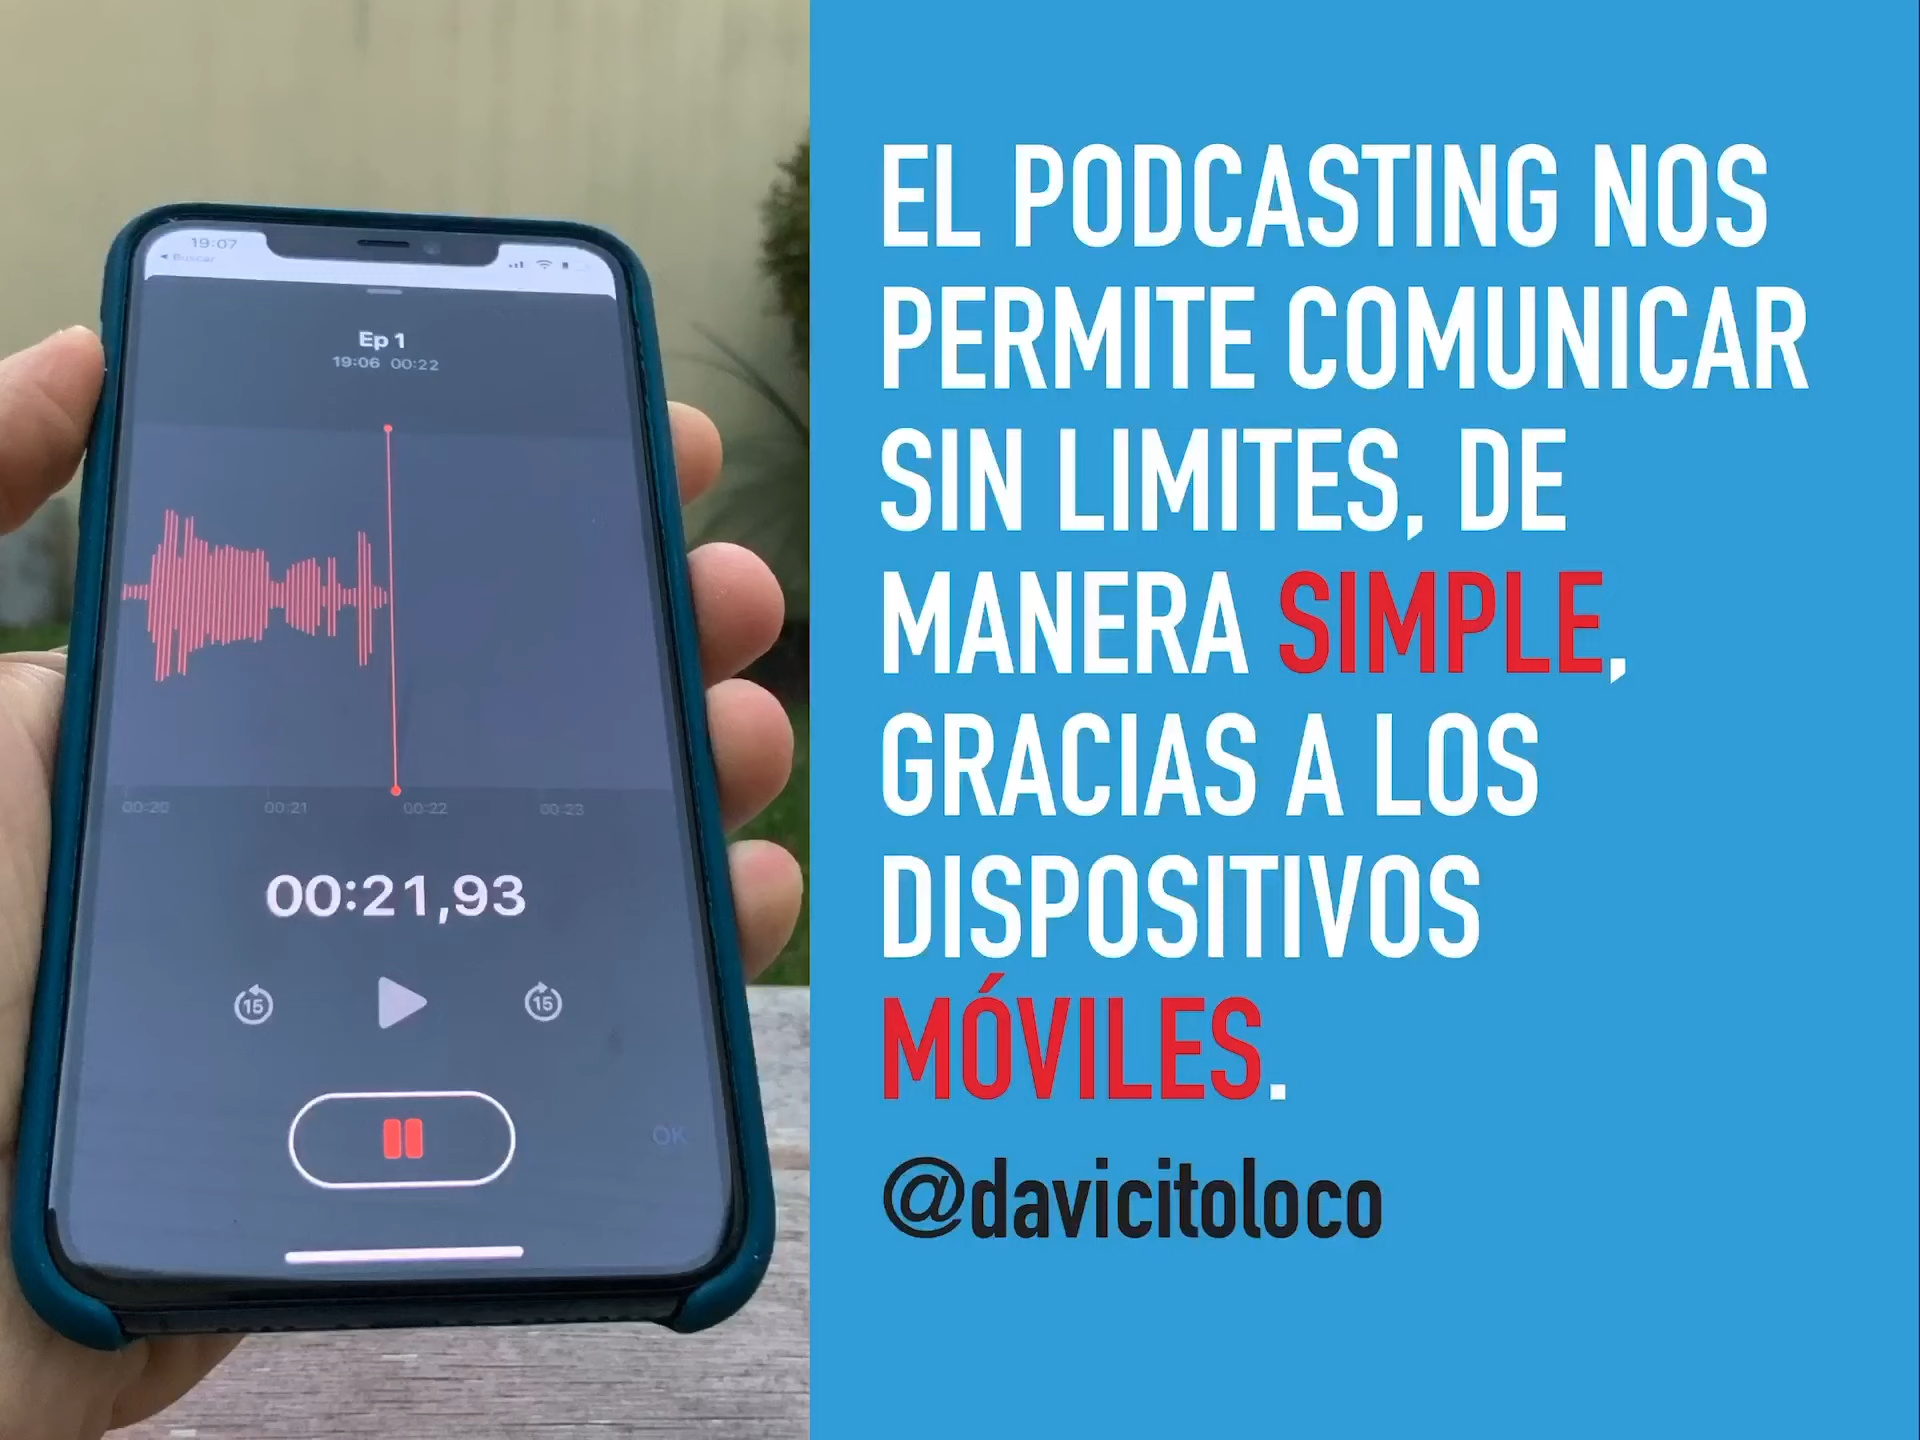 19:07
◂ Buscar
Ep 1
19:06 00:22
00:20 00:21 00:22 00:23
00:21,93
15 15
OK
EL PODCASTING NOS
PERMITE COMUNICAR
SIN LIMITES, DE
MANERA SIMPLE,
GRACIAS A LOS
DISPOSITIVOS
MÓVILES.
@davicitoloco